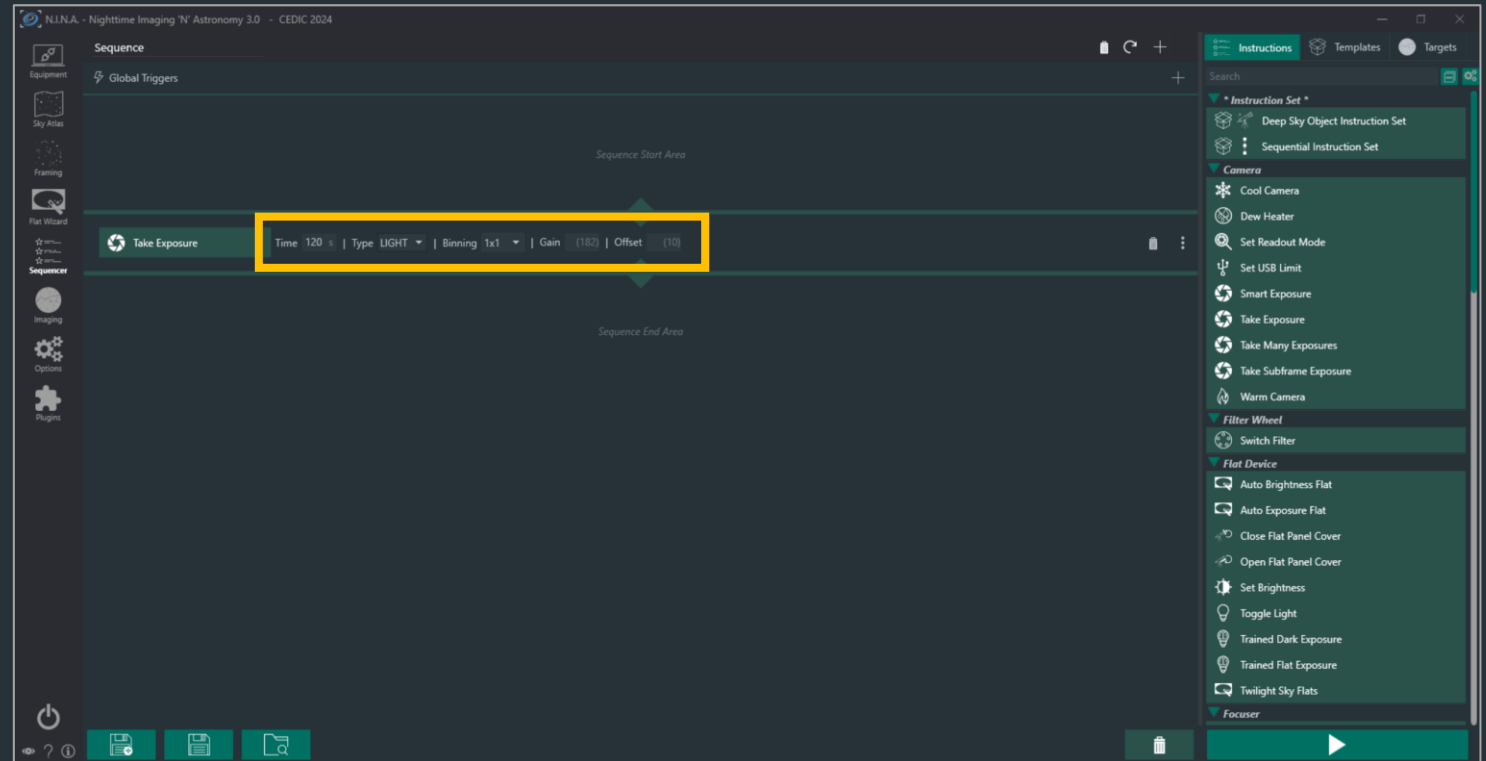 N.I.N.A. - Nighttime Imaging 'N' Astronomy 3.0 - CEDIC 2024
Equipment
Sky Atlas
Framing
Flat Wizard
Sequencer
Imaging
Options
Plugins
Sequence
Global Triggers
Sequence Start Area
Take Exposure Time 120 s | Type LIGHT | Binning 1x1 | Gain (182) | Offset (10)
Sequence End Area
Instructions Templates Targets
Search
* Instruction Set *
Deep Sky Object Instruction Set
Sequential Instruction Set
Camera
Cool Camera
Dew Heater
Set Readout Mode
Set USB Limit
Smart Exposure
Take Exposure
Take Many Exposures
Take Subframe Exposure
Warm Camera
Filter Wheel
Switch Filter
Flat Device
Auto Brightness Flat
Auto Exposure Flat
Close Flat Panel Cover
Open Flat Panel Cover
Set Brightness
Toggle Light
Trained Dark Exposure
Trained Flat Exposure
Twilight Sky Flats
Focuser